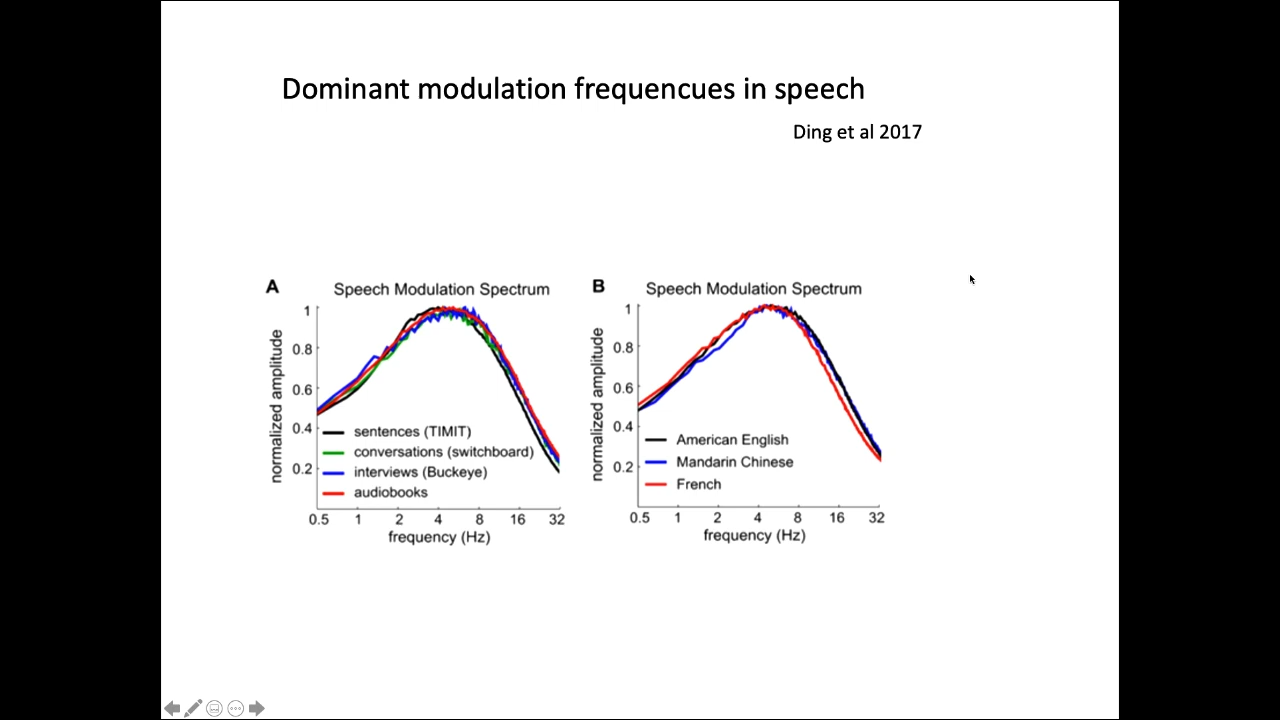 Dominant modulation frequencues in speech
Ding et al 2017
A
Speech Modulation Spectrum
normalized amplitude
1
0.8
0.6
0.4
0.2
sentences (TIMIT)
conversations (switchboard)
interviews (Buckeye)
audiobooks
0.5 1 2 4 8 16 32
frequency (Hz)
B
Speech Modulation Spectrum
normalized amplitude
1
0.8
0.6
0.4
0.2
American English
Mandarin Chinese
French
0.5 1 2 4 8 16 32
frequency (Hz)